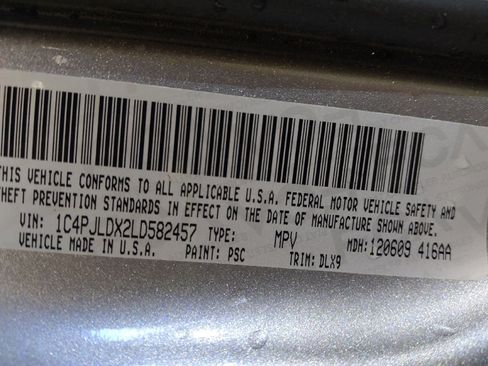 THIS VEHICLE CONFORMS TO ALL APPLICABLE U.S.A. FEDERAL MOTOR VEHICLE SAFETY AND
THEFT PREVENTION STANDARDS IN EFFECT ON THE DATE OF MANUFACTURE SHOWN ABOVE.
VIN: 1C4PJLDX2LD582457 TYPE: MPV MDH: 120609 416AA
VEHICLE MADE IN U.S.A. PAINT: PSC TRIM: DLX9